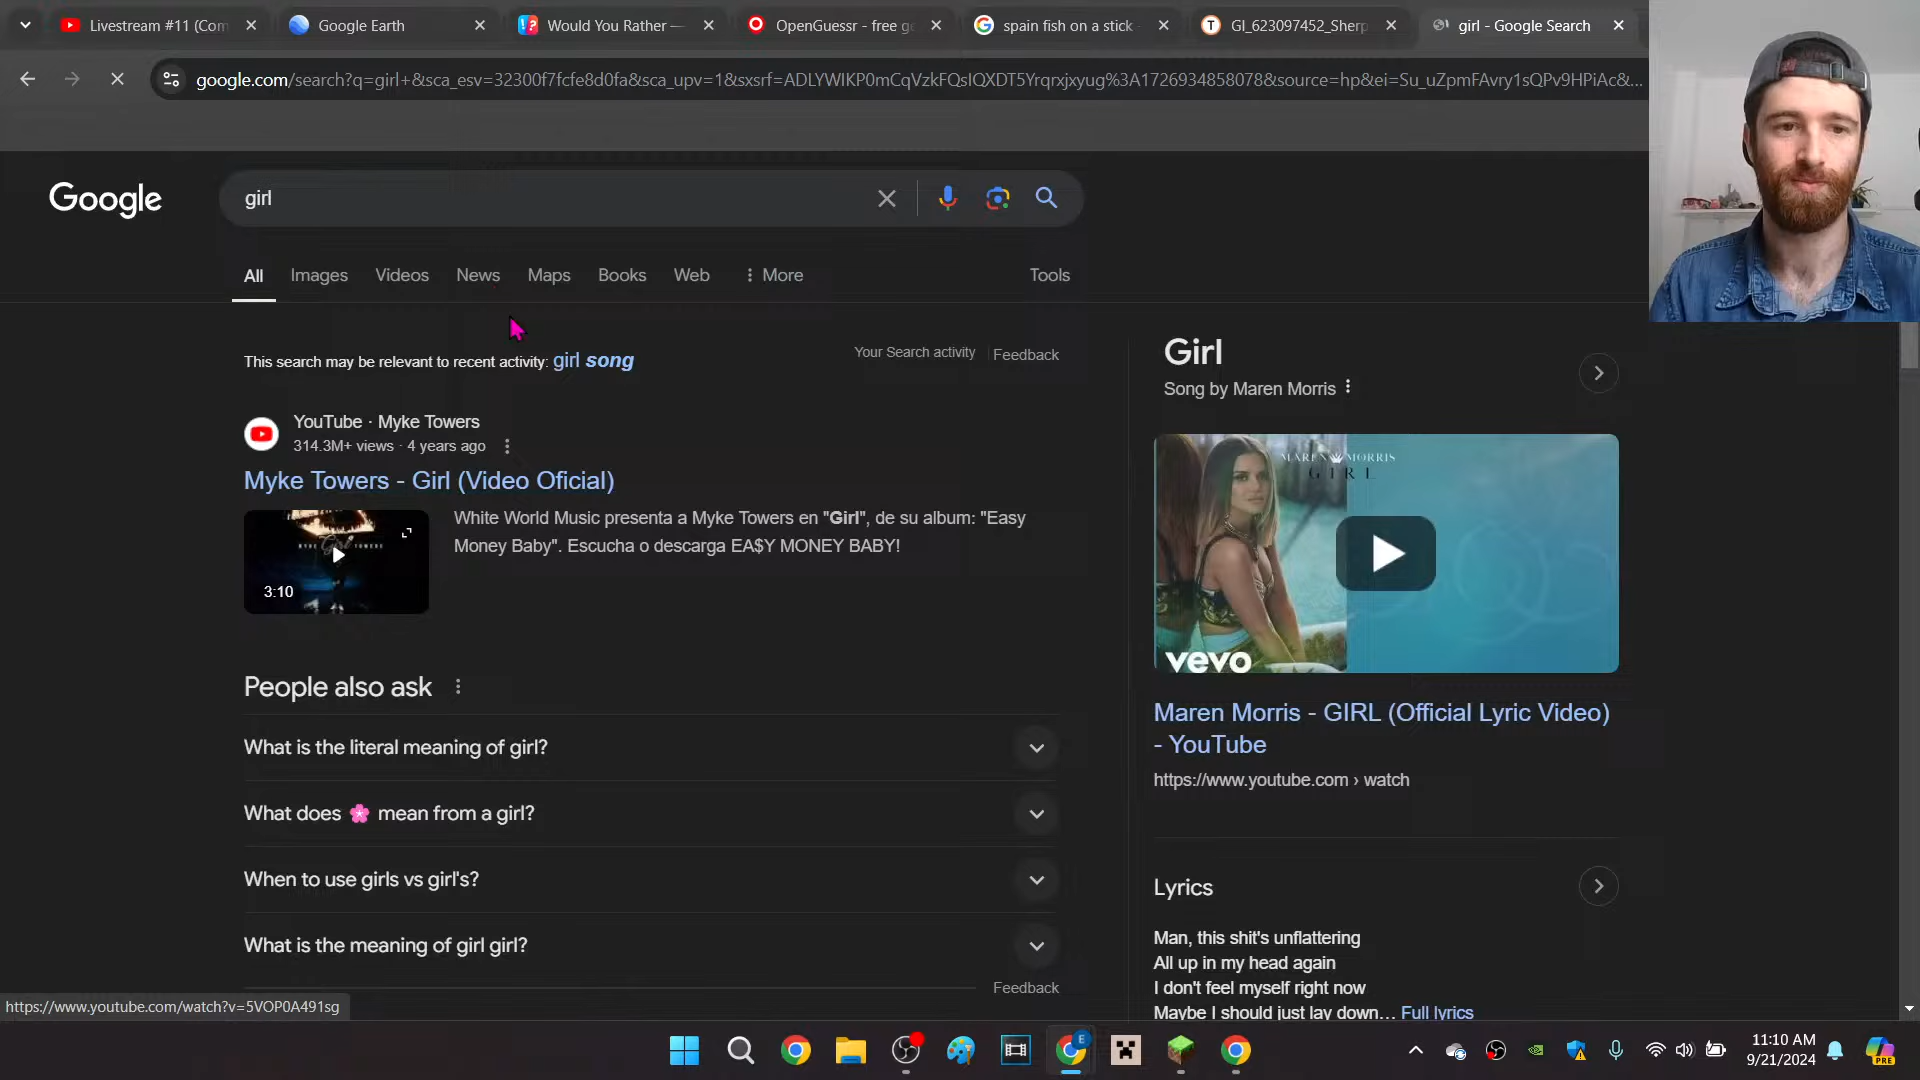 Livestream #11 (Com
Google Earth
Would You Rather —
OpenGuessr - free ge
spain fish on a stick -
GI_623097452_Sherp
girl - Google Search
google.com/search?q=girl+&sca_esv=32300f7fcfe8d0fa&sca_upv=1&sxsrf=ADLYWIKP0mCqVzkFQsIQXDT5Yrqrxjxyug%3A1726934858078&source=hp&ei=Su_uZpmFAvry1sQPv9HPiAc&...
Google
girl
All
Images
Videos
News
Maps
Books
Web
More
Tools
This search may be relevant to recent activity: girl song
Your Search activity
Feedback
YouTube · Myke Towers
314.3M+ views · 4 years ago
Myke Towers - Girl (Video Oficial)
3:10
White World Music presenta a Myke Towers en "Girl", de su album: "Easy
Money Baby". Escucha o descarga EA$Y MONEY BABY!
People also ask
What is the literal meaning of girl?
What does 🌸 mean from a girl?
When to use girls vs girl's?
What is the meaning of girl girl?
Feedback
Girl
Song by Maren Morris
MAREN MORRIS
GIRL
vevo
Maren Morris - GIRL (Official Lyric Video)
- YouTube
https://www.youtube.com › watch
Lyrics
Man, this shit's unflattering
All up in my head again
I don't feel myself right now
Maybe I should just lay down… Full lyrics
https://www.youtube.com/watch?v=5VOP0A491sg
11:10 AM
9/21/2024
PRE